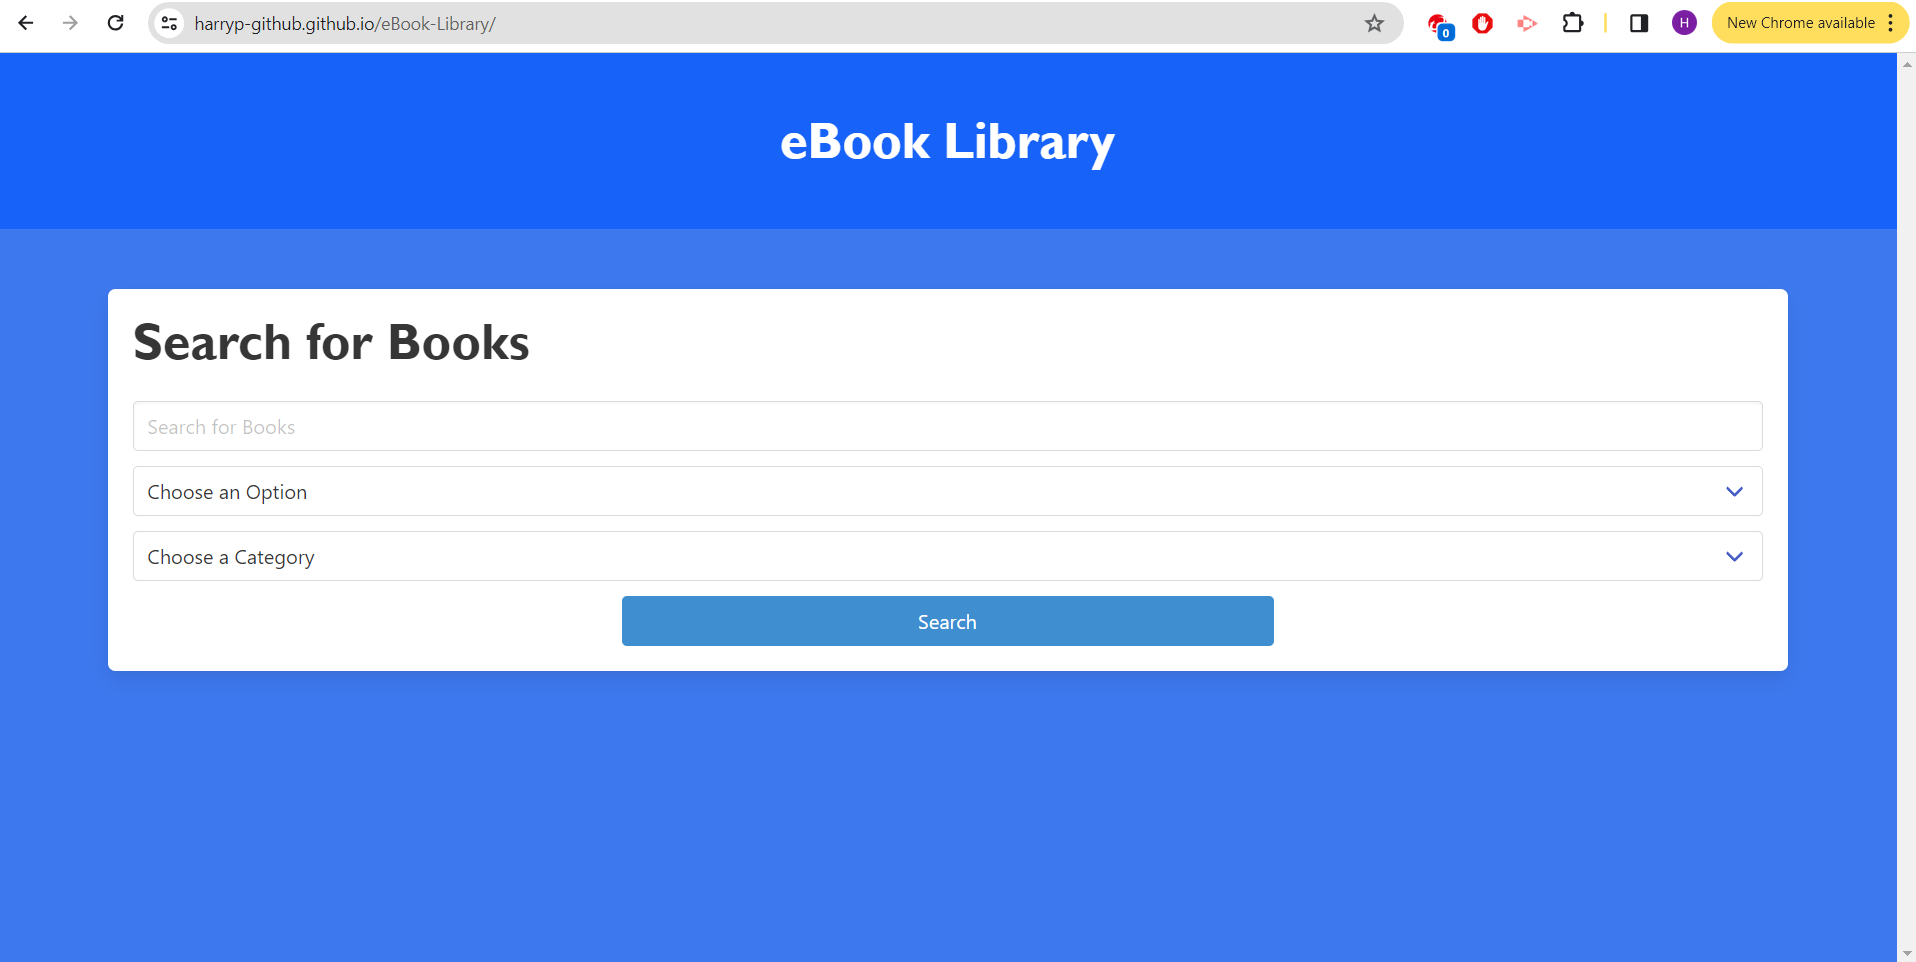 harryp-github.github.io/eBook-Library/
0
H
New Chrome available
eBook Library
Search for Books
Search for Books
Choose an Option
Choose a Category
Search